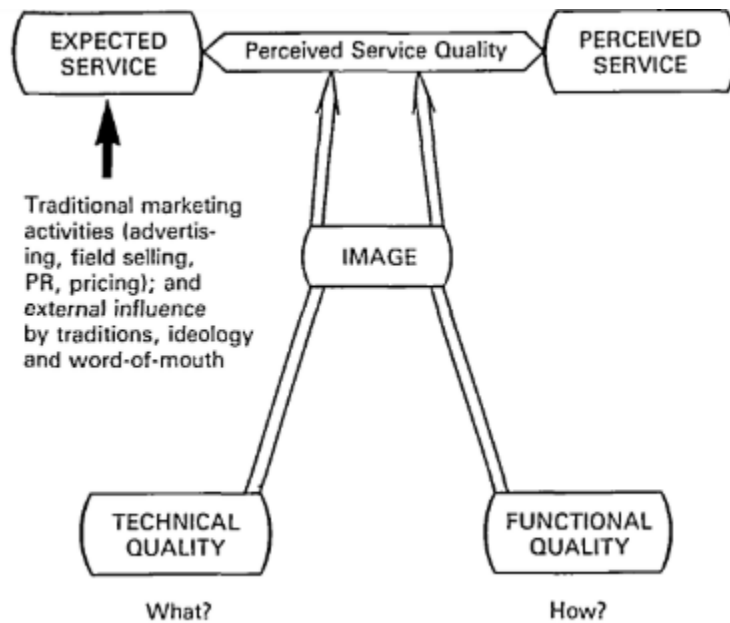 EXPECTED
SERVICE
Perceived Service Quality
PERCEIVED
SERVICE
Traditional marketing
activities (advertis-
ing, field selling,
PR, pricing); and
external influence
by traditions, ideology
and word-of-mouth
IMAGE
TECHNICAL
QUALITY
FUNCTIONAL
QUALITY
What?
How?